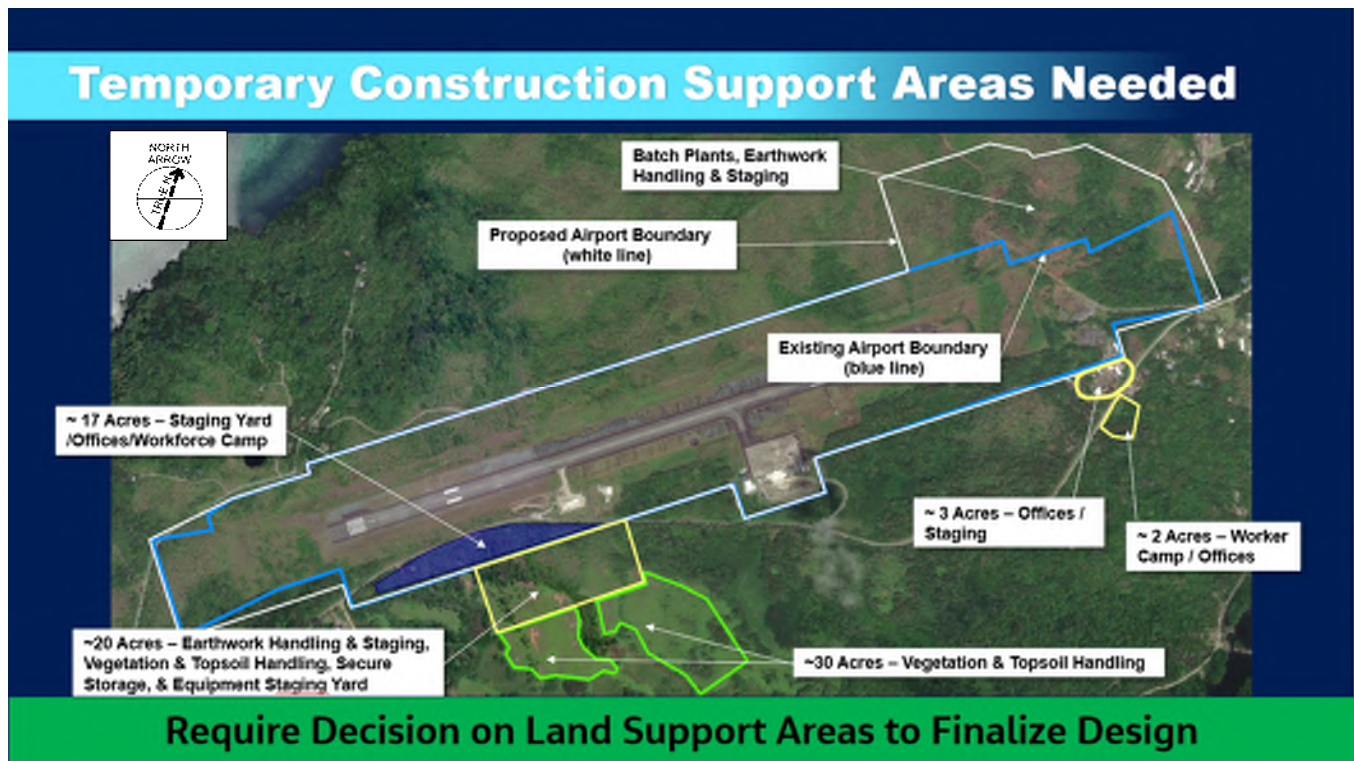 Temporary Construction Support Areas Needed
NORTH
ARROW
TRUE N
Batch Plants, Earthwork
Handling & Staging
Proposed Airport Boundary
(white line)
Existing Airport Boundary
(blue line)
~ 17 Acres – Staging Yard
/Offices/Workforce Camp
~ 3 Acres – Offices /
Staging
~ 2 Acres – Worker
Camp / Offices
~20 Acres – Earthwork Handling & Staging,
Vegetation & Topsoil Handling, Secure
Storage, & Equipment Staging Yard
~30 Acres – Vegetation & Topsoil Handling
Require Decision on Land Support Areas to Finalize Design